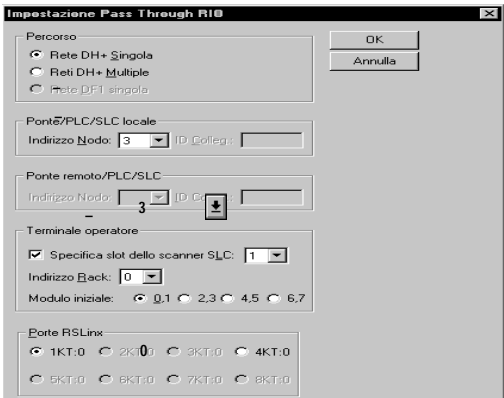 Impostazione Pass Through RIO
Percorso
Rete DH+ Singola
Reti DH+ Multiple
Rete DF1 singola
OK
Annulla
Ponte/PLC/SLC locale
Indirizzo Nodo: 3 ID Colleg.:
Ponte remoto/PLC/SLC
Indirizzo Nodo: 3 ID Co
Terminale operatore
Specifica slot dello scanner SLC: 1
Indirizzo Rack: 0
Modulo iniziale: 0,1 2,3 4,5 6,7
Porte RSLinx
1KT:0 2KT:0 0 3KT:0 4KT:0
5KT:0 6KT:0 7KT:0 8KT:0